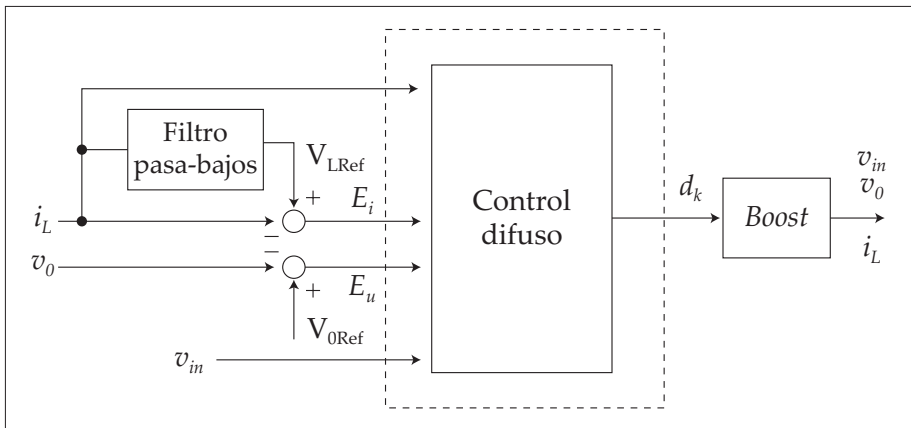 Filtro
pasa-bajos
V_LRef
+
E_i
i_L
−
−
v_0
+
E_u
V_0Ref
v_in
Control
difuso
d_k
Boost
v_in
v_0
i_L